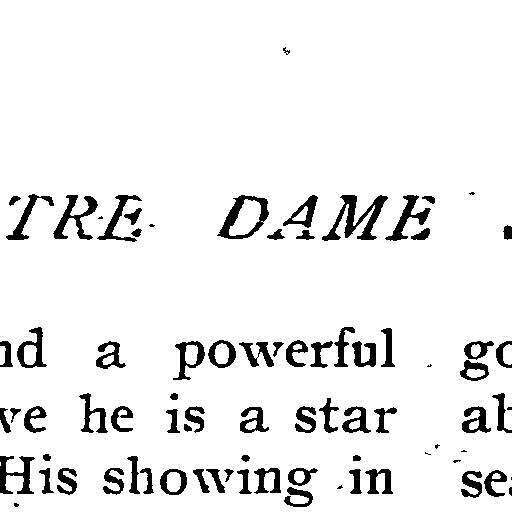 TRE DAME
nd a powerful go
ve he is a star ab
His showing in sea